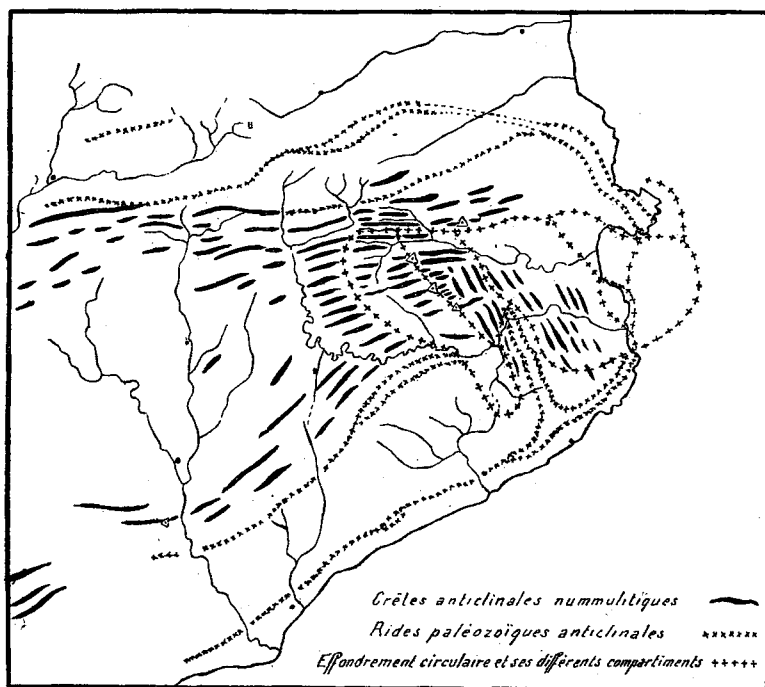 Crêtes anticlinales nummulitiques
Rides paléozoïques anticlinales
Effondrement circulaire et ses différents compartiments